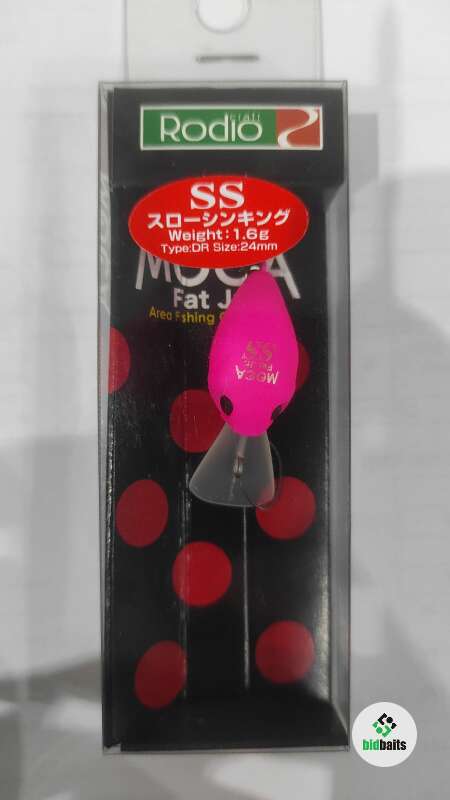 craft
Rodio
SS
スローシンキング
Weight:1.6g
Type:DR Size:24mm
MOCA
Fat
Area Fishing
MOCA
SS
bidbaits